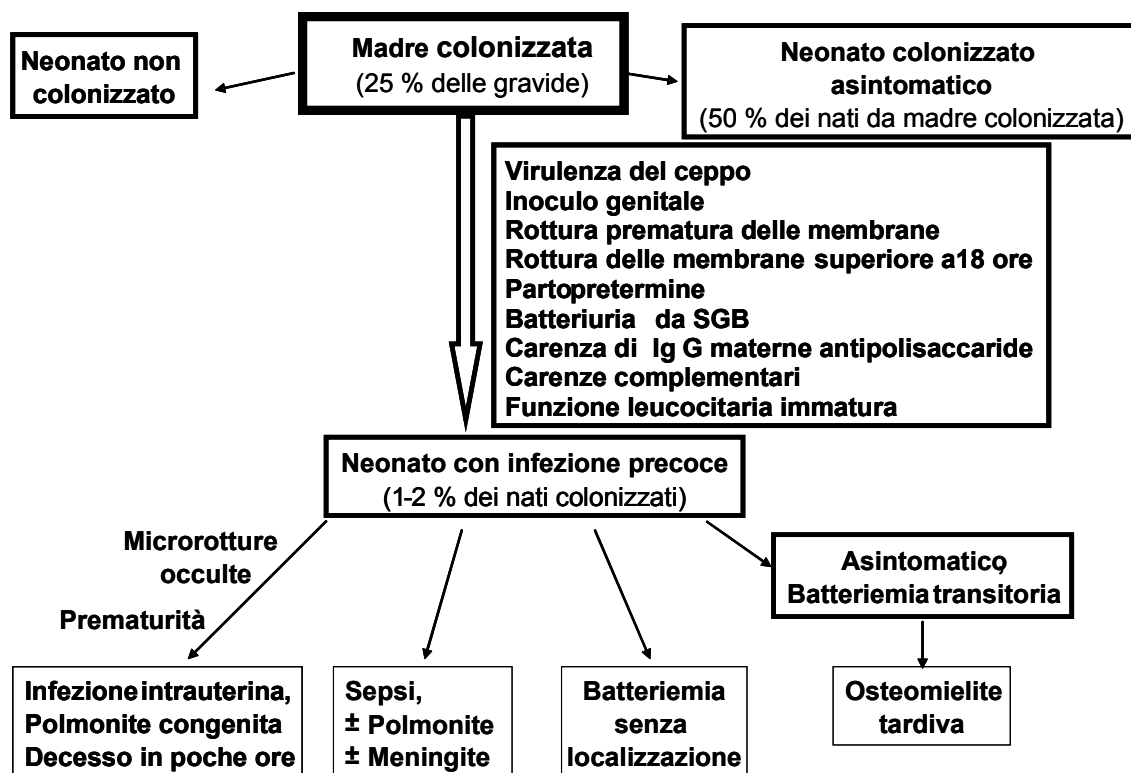 Neonato non
colonizzato
Madre colonizzata
(25 % delle gravide)
Neonato colonizzato
asintomatico
(50 % dei nati da madre colonizzata)
Virulenza del ceppo
Inoculo genitale
Rottura prematura delle membrane
Rottura delle membrane superiore a18 ore
Partopretermine
Batteriuria da SGB
Carenza di Ig G materne antipolisaccaride
Carenze complementari
Funzione leucocitaria immatura
Neonato con infezione precoce
(1-2 % dei nati colonizzati)
Microrotture
occulte
Prematurità
Asintomatico,
Batteriemia transitoria
Infezione intrauterina,
Polmonite congenita
Decesso in poche ore
Sepsi,
± Polmonite
± Meningite
Batteriemia
senza
localizzazione
Osteomielite
tardiva